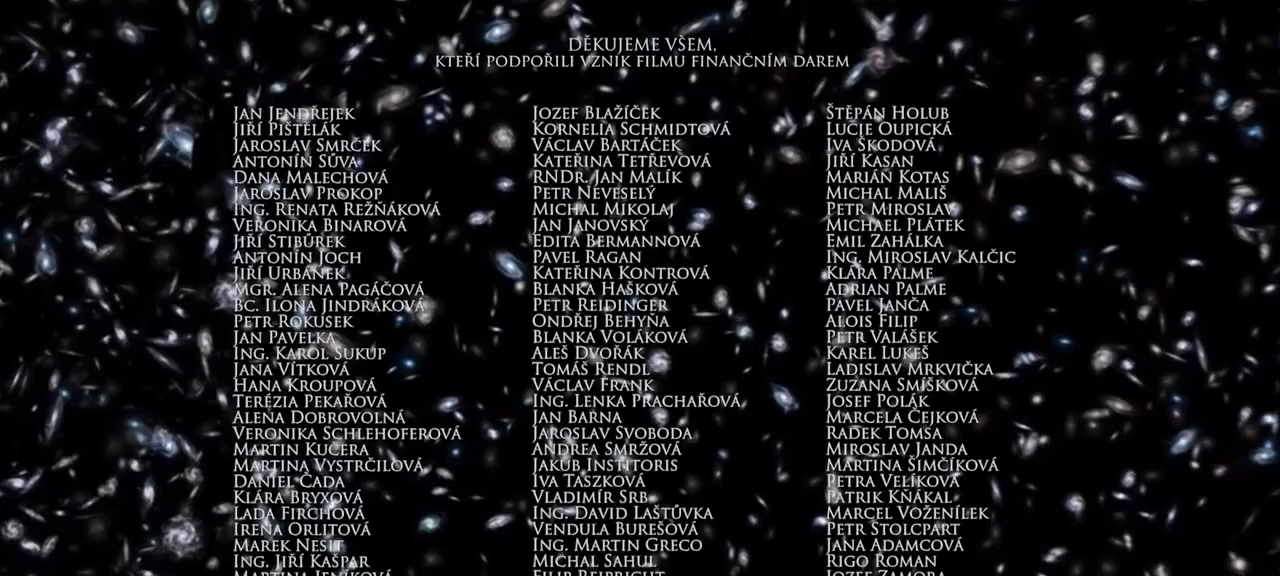 DĚKUJEME VŠEM,
KTEŘÍ PODPOŘILI VZNIK FILMU FINANČNÍM DAREM
JAN JENDŘEJEK
JIŘÍ PIŠTĚLÁK
JAROSLAV SMRČEK
ANTONÍN SŮVA
DANA MALECHOVÁ
JAROSLAV PROKOP
ING. RENATA REŽŇÁKOVÁ
VERONIKA BINAROVÁ
JIŘÍ STIBŮREK
ANTONÍN JOCH
JIŘÍ URBÁNEK
MGR. ALENA PAGÁČOVÁ
BC. ILONA JINDRÁKOVÁ
PETR ROKUSEK
JAN PAVELKA
ING. KAROL SUKUP
JANA VÍTKOVÁ
HANA KROUPOVÁ
TERÉZIA PEKAŘOVÁ
ALENA DOBROVOLNÁ
VERONIKA SCHLEHOFEROVÁ
MARTIN KUČERA
MARTINA VYSTRČILOVÁ
DANIEL ČADA
KLÁRA BRYXOVÁ
LADA FIRCHOVÁ
IRENA ORLITOVÁ
MAREK NESIT
ING. JIŘÍ KAŠPAR
MARTINA JENÍKOVÁ
JOZEF BLAŽÍČEK
KORNELIA SCHMIDTOVÁ
VÁCLAV BARTÁČEK
KATEŘINA TETŘEVOVÁ
RNDR. JAN MALÍK
PETR NEVESELÝ
MICHAL MIKOLAJ
JAN JANOVSKÝ
EDITA BERMANNOVÁ
PAVEL RAGAN
KATEŘINA KONTROVÁ
BLANKA HAŠKOVÁ
PETR REIDINGER
ONDŘEJ BEHYŇA
BLANKA VOLÁKOVÁ
ALEŠ DVOŘÁK
TOMÁŠ RENDL
VÁCLAV FRANK
ING. LENKA PRACHAŘOVÁ
JAN BARNA
JAROSLAV SVOBODA
ANDREA SMRŽOVÁ
JAKUB INSTITORIS
IVA TASZKOVÁ
VLADIMÍR SRB
ING. DAVID LAŠTŮVKA
VENDULA BUREŠOVÁ
ING. MARTIN GRECO
MICHAL SAHUL
FILIP REIBRICHT
ŠTĚPÁN HOLUB
LUCIE OUPICKÁ
IVA ŠKODOVÁ
JIŘÍ KASAN
MARIÁN KOTAS
MICHAL MALIŠ
PETR MIROSLAV
MICHAEL PLÁTEK
EMIL ZAHÁLKA
ING. MIROSLAV KALČIC
KLÁRA PALME
ADRIAN PALME
PAVEL JANČA
ALOIS FILIP
PETR VALÁŠEK
KAREL LUKEŠ
LADISLAV MRKVIČKA
ZUZANA SMÍŠKOVÁ
JOSEF POLÁK
MARCELA ČEJKOVÁ
RADEK TOMSA
MIROSLAV JANDA
MARTINA ŠIMČÍKOVÁ
PETRA VELÍKOVÁ
PATRIK KŇÁKAL
MARCEL VOŽENÍLEK
PETR STOLCPART
JANA ADAMCOVÁ
RIGO ROMAN
JOZEF ZAMORA